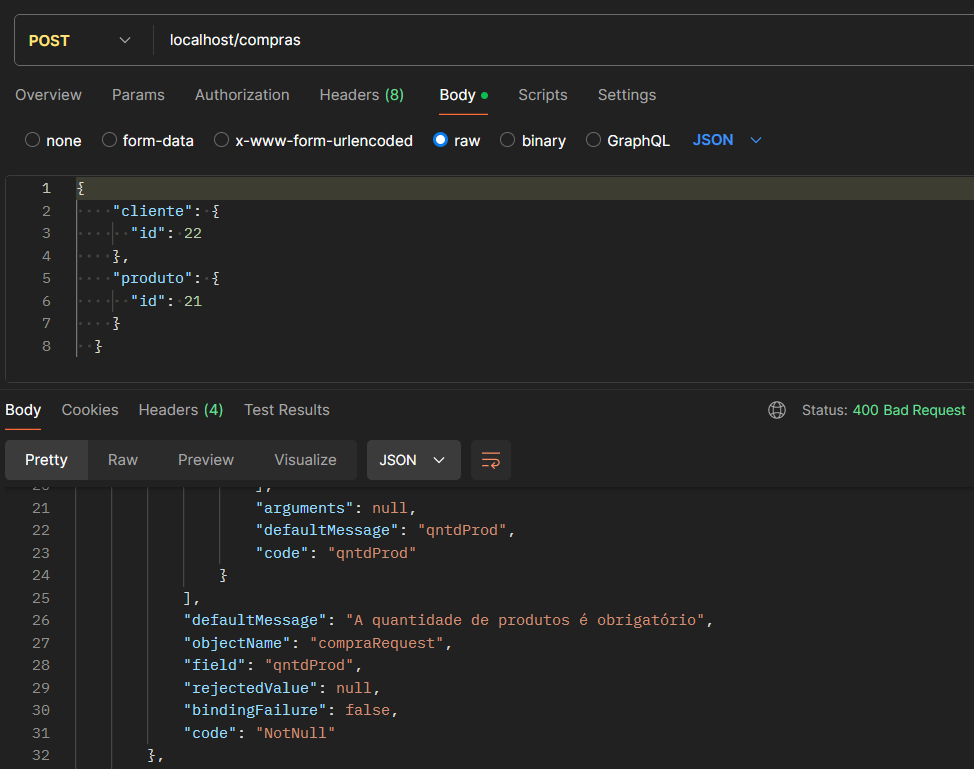 POST localhost/compras
Overview Params Authorization Headers (8) Body Scripts Settings
none form-data x-www-form-urlencoded raw binary GraphQL JSON
1 {
2 "cliente": {
3 "id": 22
4 },
5 "produto": {
6 "id": 21
7 }
8 }
Body Cookies Headers (4) Test Results Status: 400 Bad Request
Pretty Raw Preview Visualize JSON
20 ],
21 "arguments": null,
22 "defaultMessage": "qntdProd",
23 "code": "qntdProd"
24 }
25 ],
26 "defaultMessage": "A quantidade de produtos é obrigatório",
27 "objectName": "compraRequest",
28 "field": "qntdProd",
29 "rejectedValue": null,
30 "bindingFailure": false,
31 "code": "NotNull"
32 },